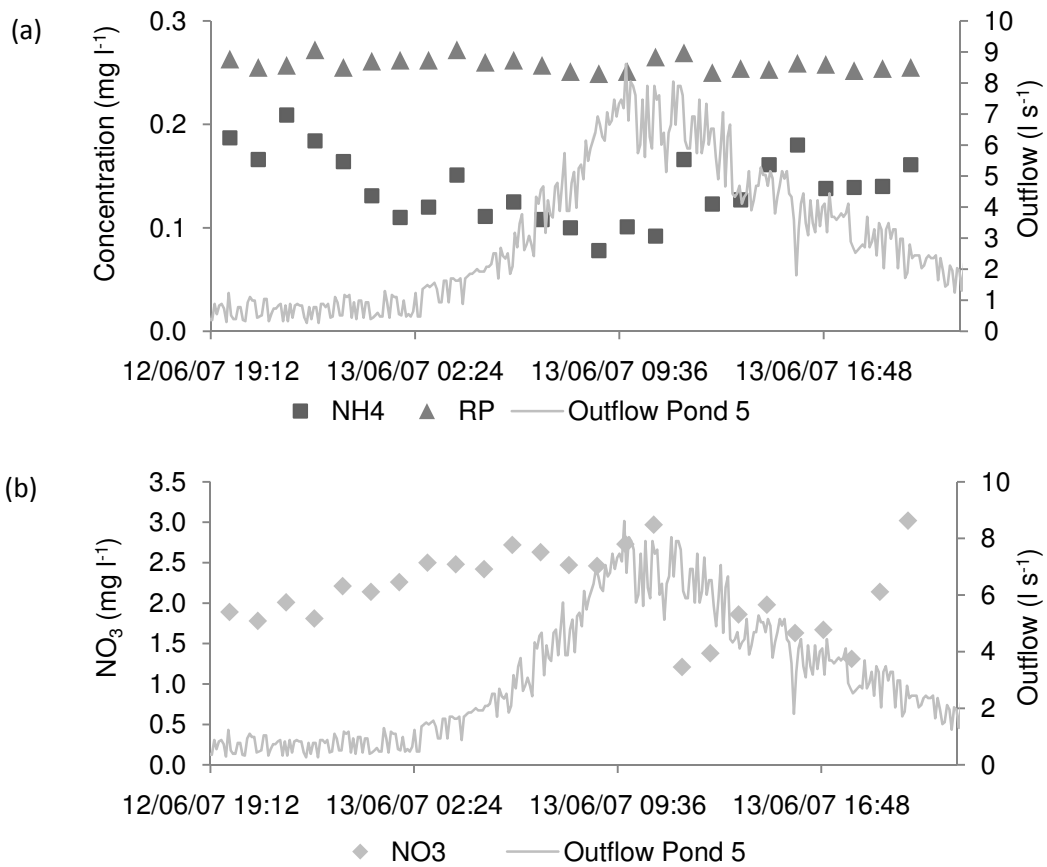 (a)
Concentration (mg l-1)
0.3
0.2
0.1
0.0
10
9
8
7
6
5
4
3
2
1
0
Outflow (l s-1)
12/06/07 19:12 13/06/07 02:24 13/06/07 09:36 13/06/07 16:48
NH4 RP Outflow Pond 5
(b)
NO3 (mg l-1)
3.5
3.0
2.5
2.0
1.5
1.0
0.5
0.0
10
8
6
4
2
0
Outflow (l s-1)
12/06/07 19:12 13/06/07 02:24 13/06/07 09:36 13/06/07 16:48
NO3 Outflow Pond 5